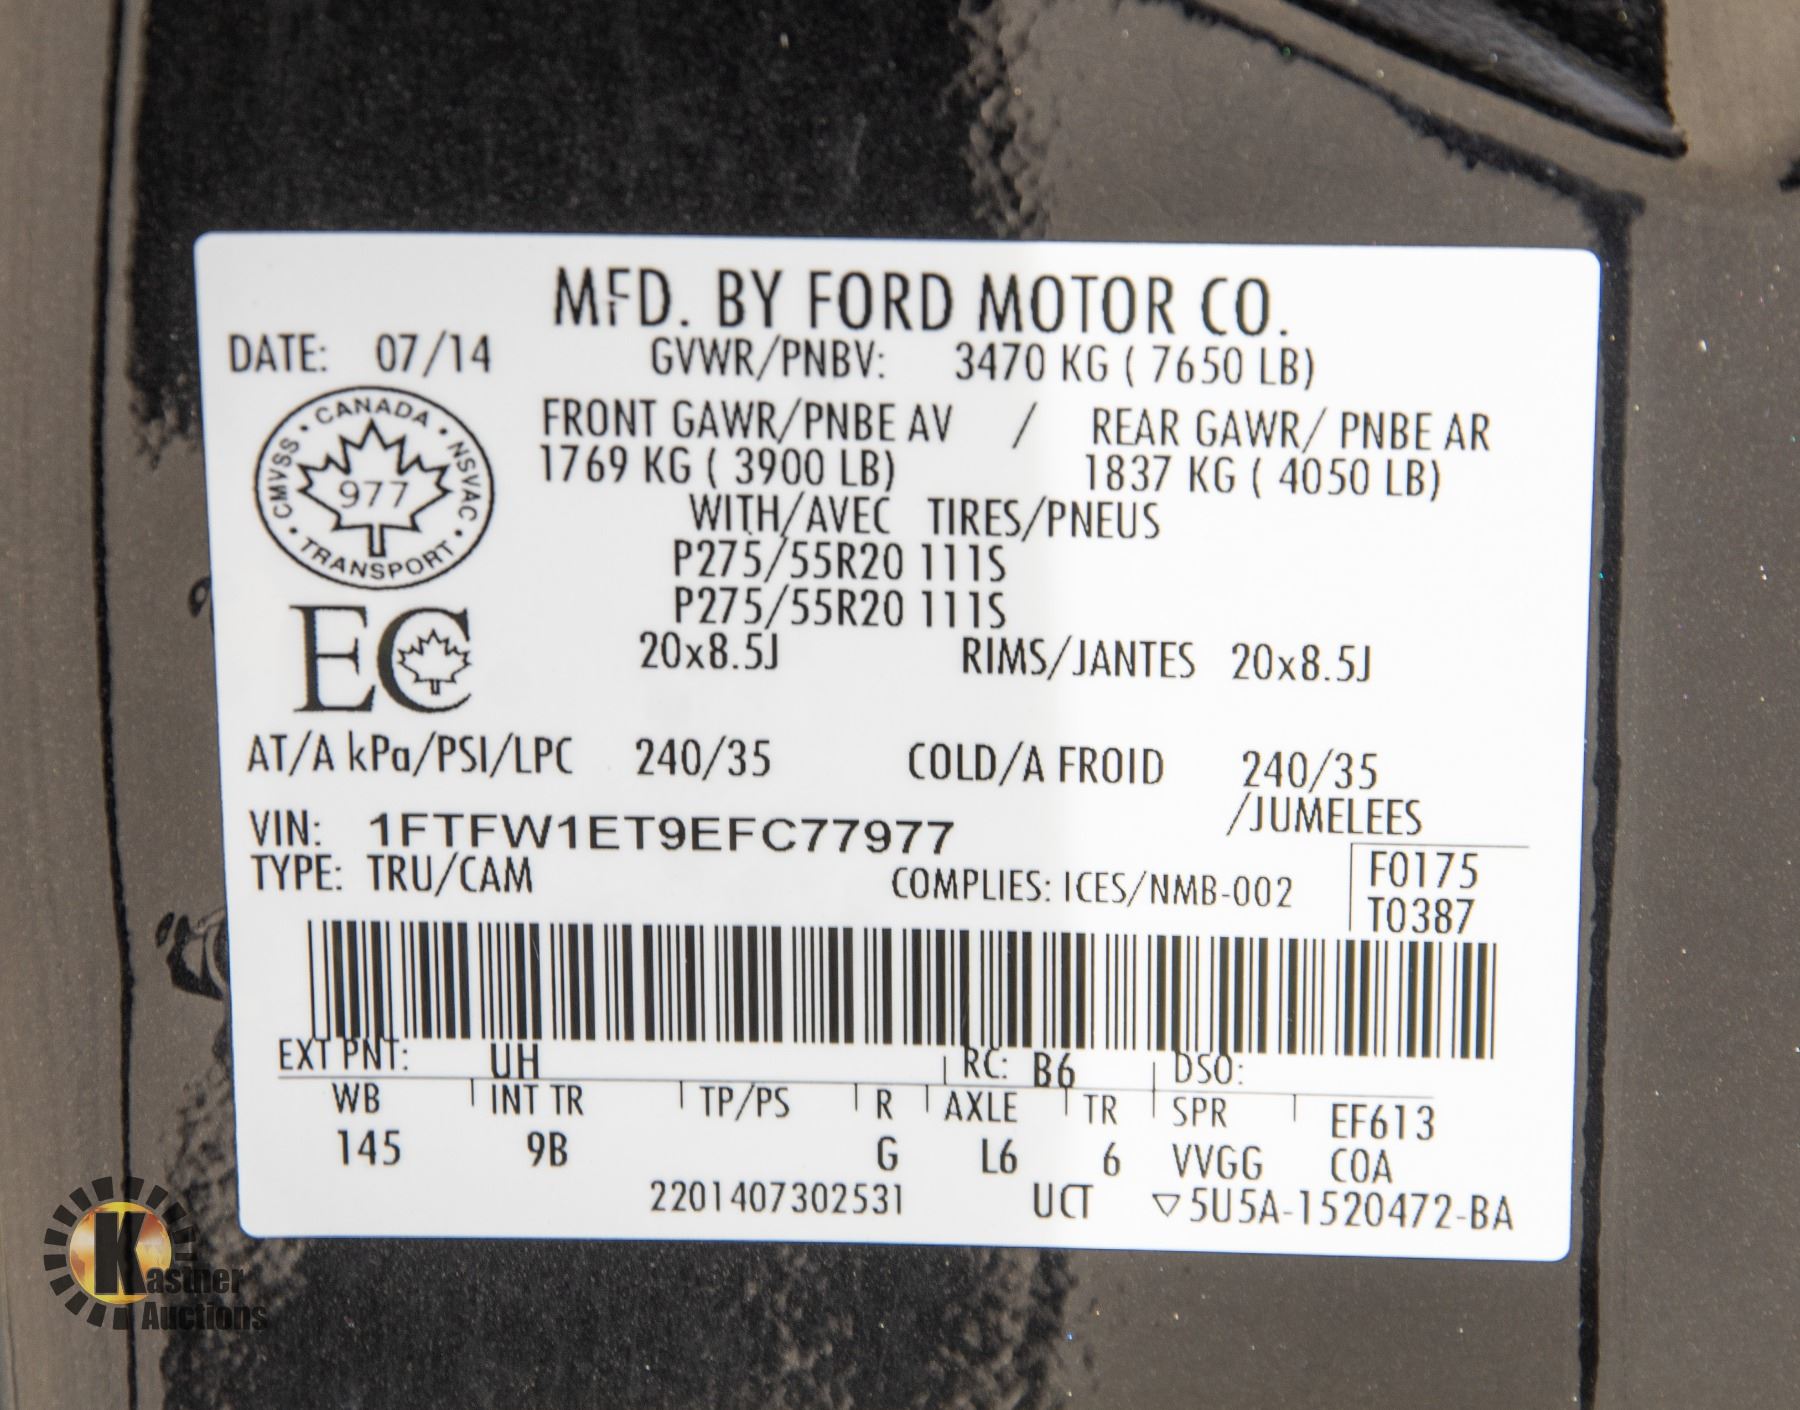 MFD. BY FORD MOTOR CO.
DATE: 07/14 GVWR/PNBV: 3470 KG ( 7650 LB)
FRONT GAWR/PNBE AV / REAR GAWR/ PNBE AR
1769 KG ( 3900 LB) 1837 KG ( 4050 LB)
CANADA · NSVAC · TRANSPORT · CMVSS ·
977
WITH/AVEC TIRES/PNEUS
P275/55R20 111S
P275/55R20 111S
EC
20x8.5J RIMS/JANTES 20x8.5J
AT/A kPa/PSI/LPC 240/35 COLD/A FROID 240/35
/JUMELEES
VIN: 1FTFW1ET9EFC77977
TYPE: TRU/CAM COMPLIES: ICES/NMB-002
F0175
T0387
EXT PNT: UH RC: B6 DSO:
WB INT TR TP/PS R AXLE TR SPR EF613
145 9B G L6 6 VVGG COA
2201407302531 UCT ▽5U5A-1520472-BA
Kastner
Auctions